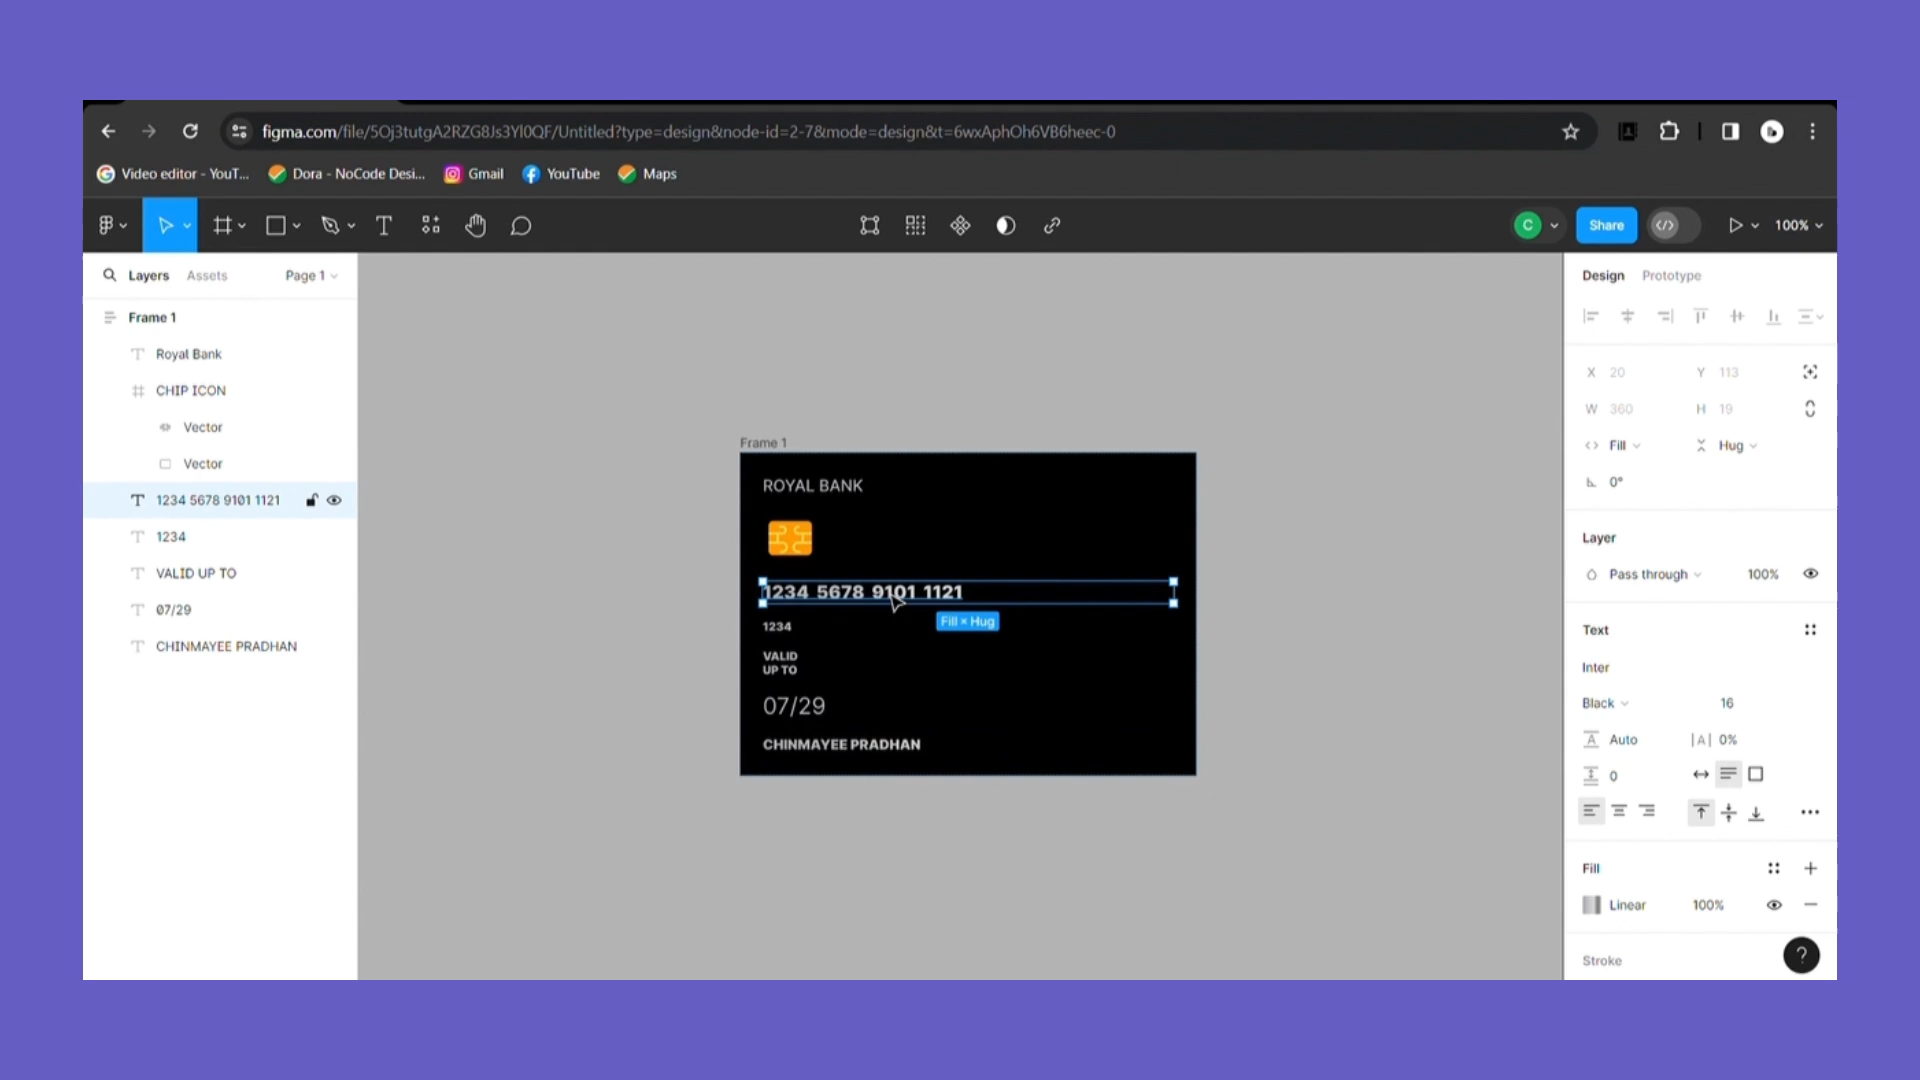 figma.com/file/5Oj3tutgA2RZG8Js3Yl0QF/Untitled?type=design&node-id=2-7&mode=design&t=6wxAphOh6VB6heec-0
Video editor - YouT... Dora - NoCode Desi... Gmail YouTube Maps
C Share 100%
Layers Assets Page 1
Frame 1
Royal Bank
CHIP ICON
Vector
Vector
1234 5678 9101 1121
1234
VALID UP TO
07/29
CHINMAYEE PRADHAN
Frame 1
ROYAL BANK
1234 5678 9101 1121
Fill × Hug
1234
VALID
UP TO
07/29
CHINMAYEE PRADHAN
Design Prototype
X 20 Y 113
W 360 H 19
Fill Hug
0°
Layer
Pass through 100%
Text
Inter
Black 16
A Auto |A| 0%
0
Fill
Linear 100%
Stroke
?